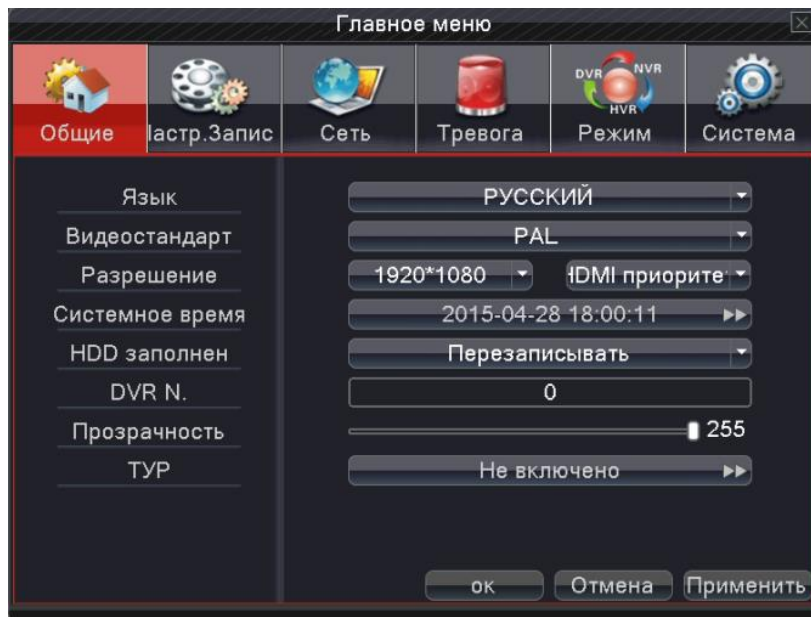 Главное меню
DVR NVR
HVR
Общие Настр.Запис Сеть Тревога Режим Система
Язык РУССКИЙ
Видеостандарт PAL
Разрешение 1920*1080 HDMI приорите
Системное время 2015-04-28 18:00:11
HDD заполнен Перезаписывать
DVR N. 0
Прозрачность 255
ТУР Не включено
ок Отмена Применить